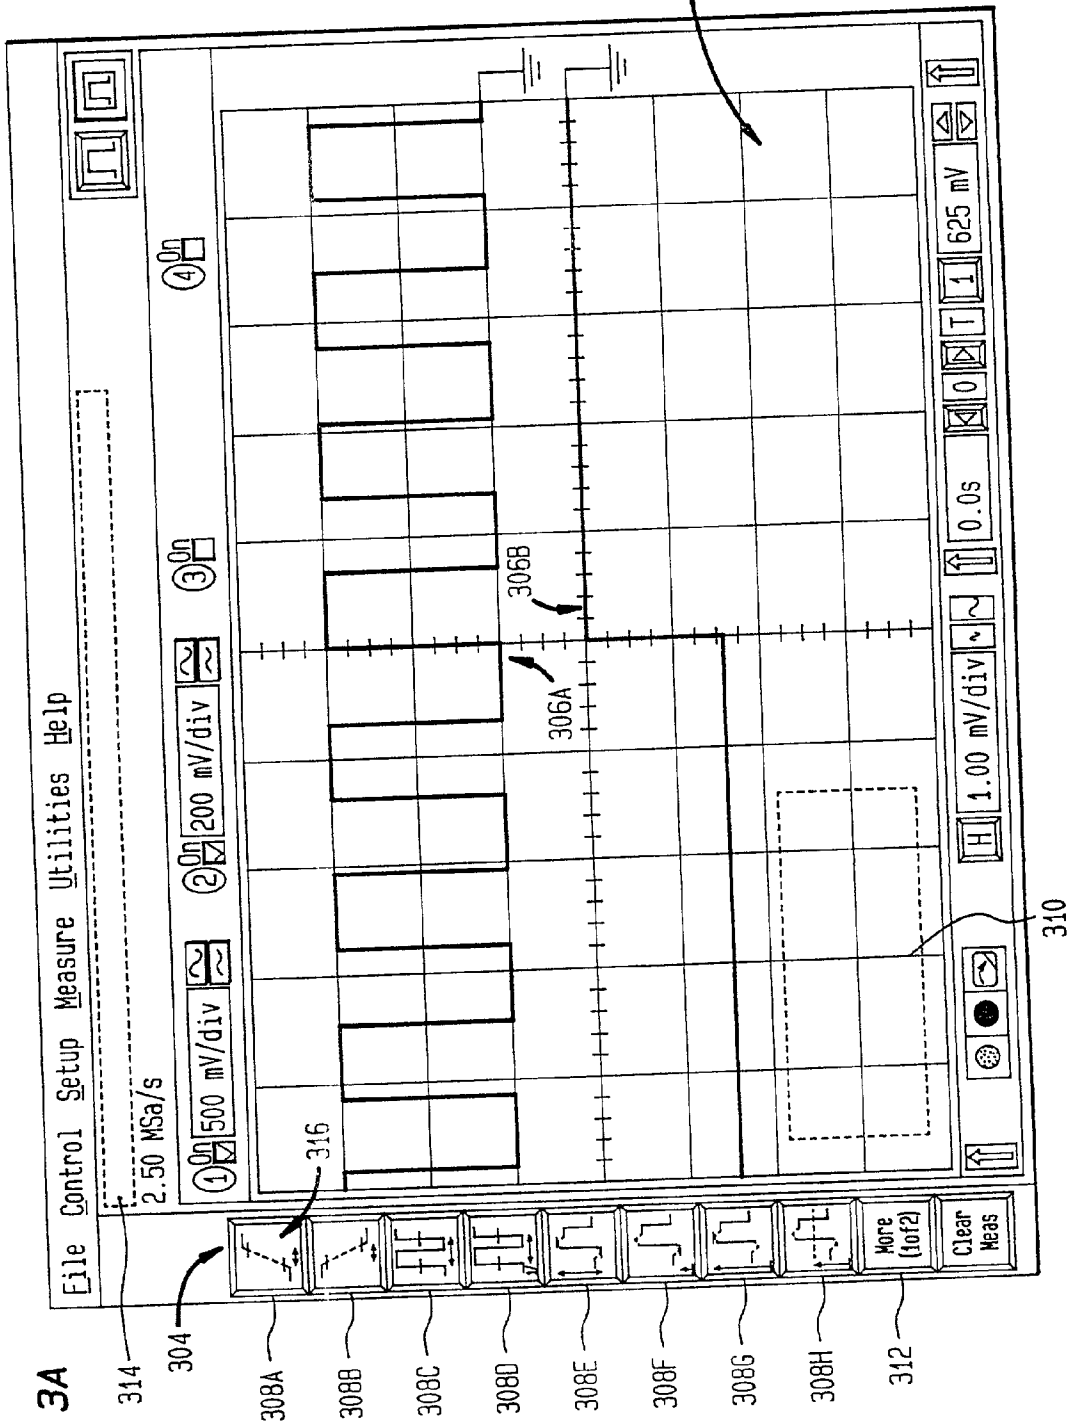 3A
File Control Setup Measure Utilities Help
314
2.50 MSa/s
1 On 500 mV/div 2 On 200 mV/div 3 On 4 On
304
316
308A
308B
308C
308D
308E
308F
308G
308H
312
More
(1of2)
Clear
Meas
306A
306B
310
H 1.00 mV/div 0.0s 0 T 1 625 mV